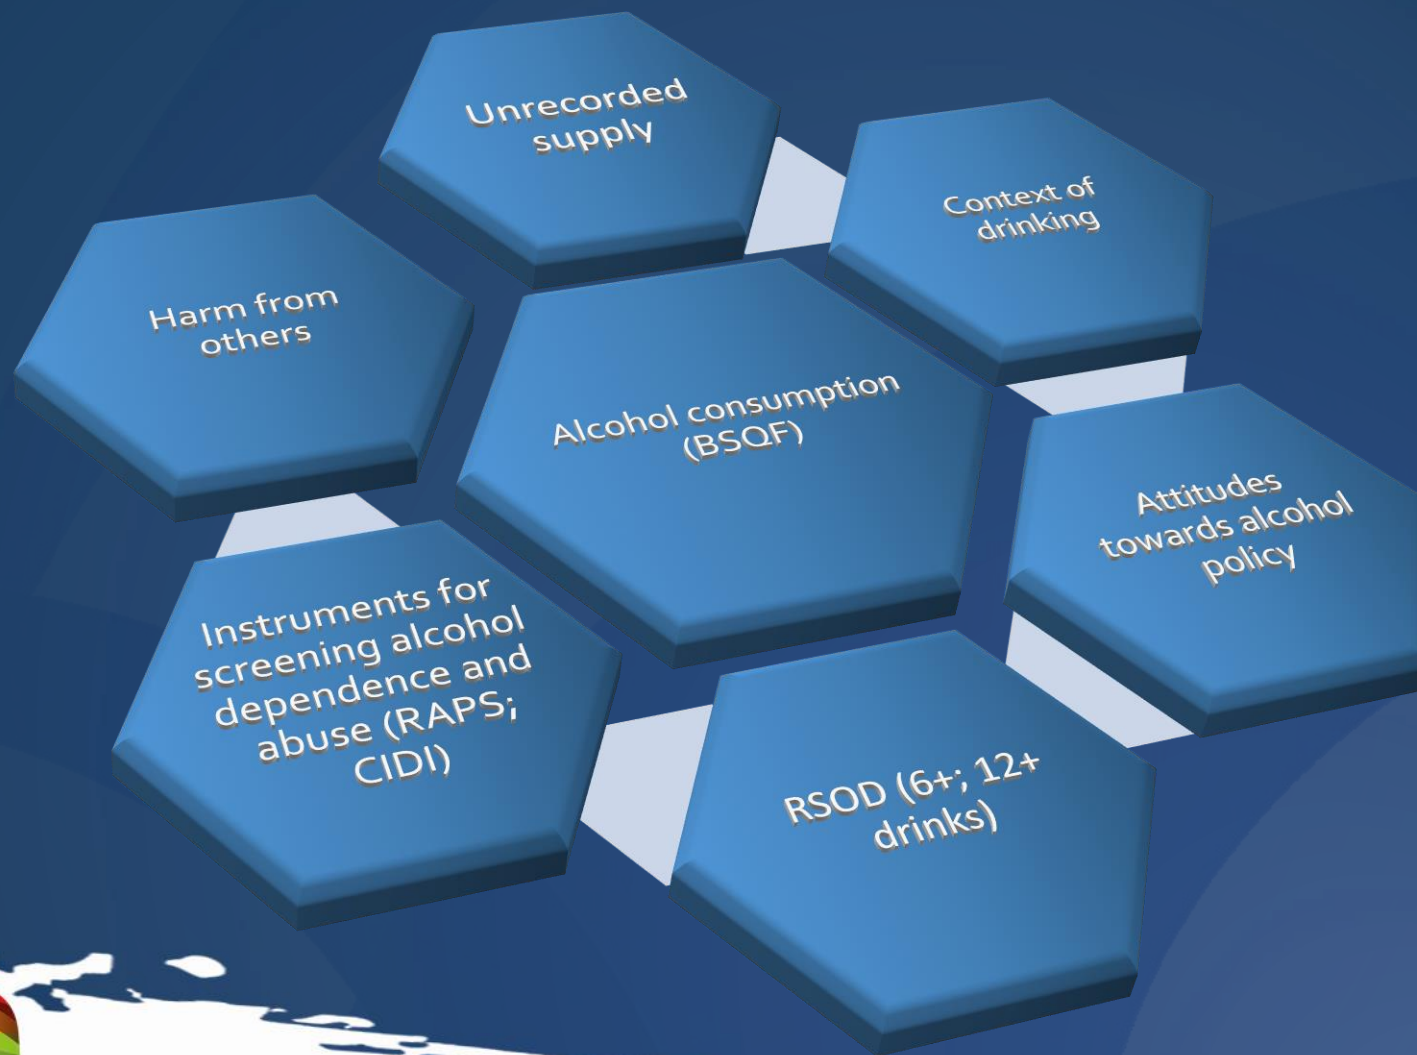 Unrecorded
supply
Context of
drinking
Harm from
others
Alcohol consumption
(BSQF)
Attitudes
towards alcohol
policy
Instruments for
screening alcohol
dependence and
abuse (RAPS;
CIDI)
RSOD (6+; 12+
drinks)